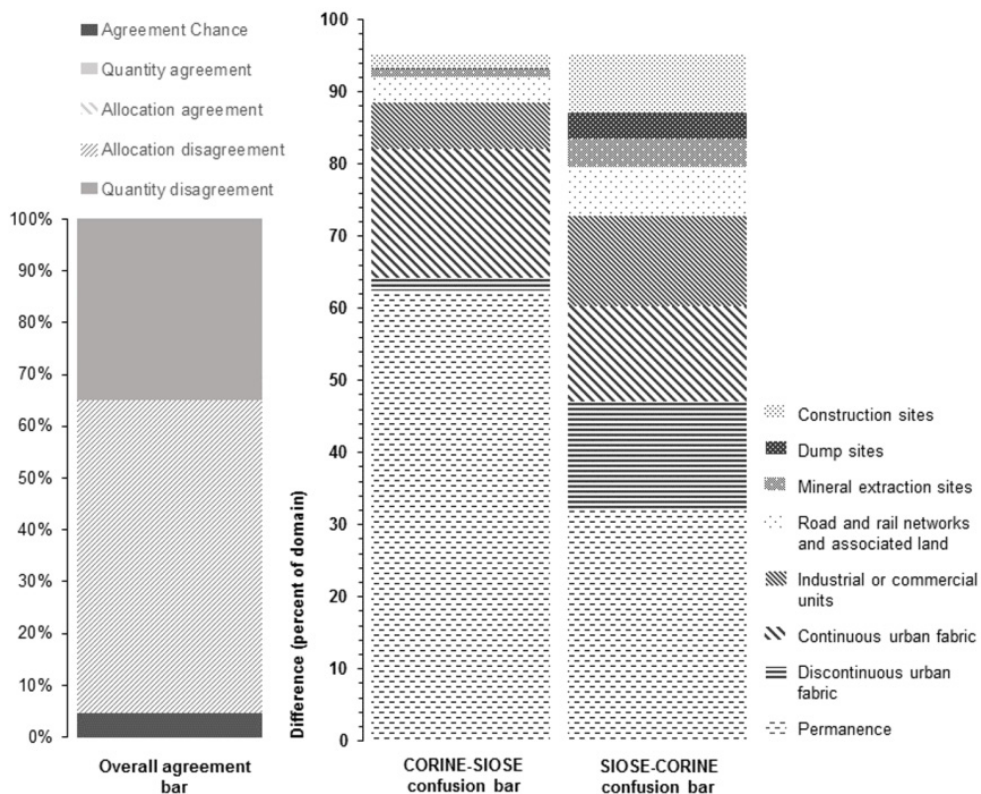 Agreement Chance
Quantity agreement
Allocation agreement
Allocation disagreement
Quantity disagreement
100%
90%
80%
70%
60%
50%
40%
30%
20%
10%
0%
Overall agreement
bar
Difference (percent of domain)
100
90
80
70
60
50
40
30
20
10
0
CORINE-SIOSE
confusion bar
SIOSE-CORINE
confusion bar
Construction sites
Dump sites
Mineral extraction sites
Road and rail networks
and associated land
Industrial or commercial
units
Continuous urban fabric
Discontinuous urban
fabric
Permanence